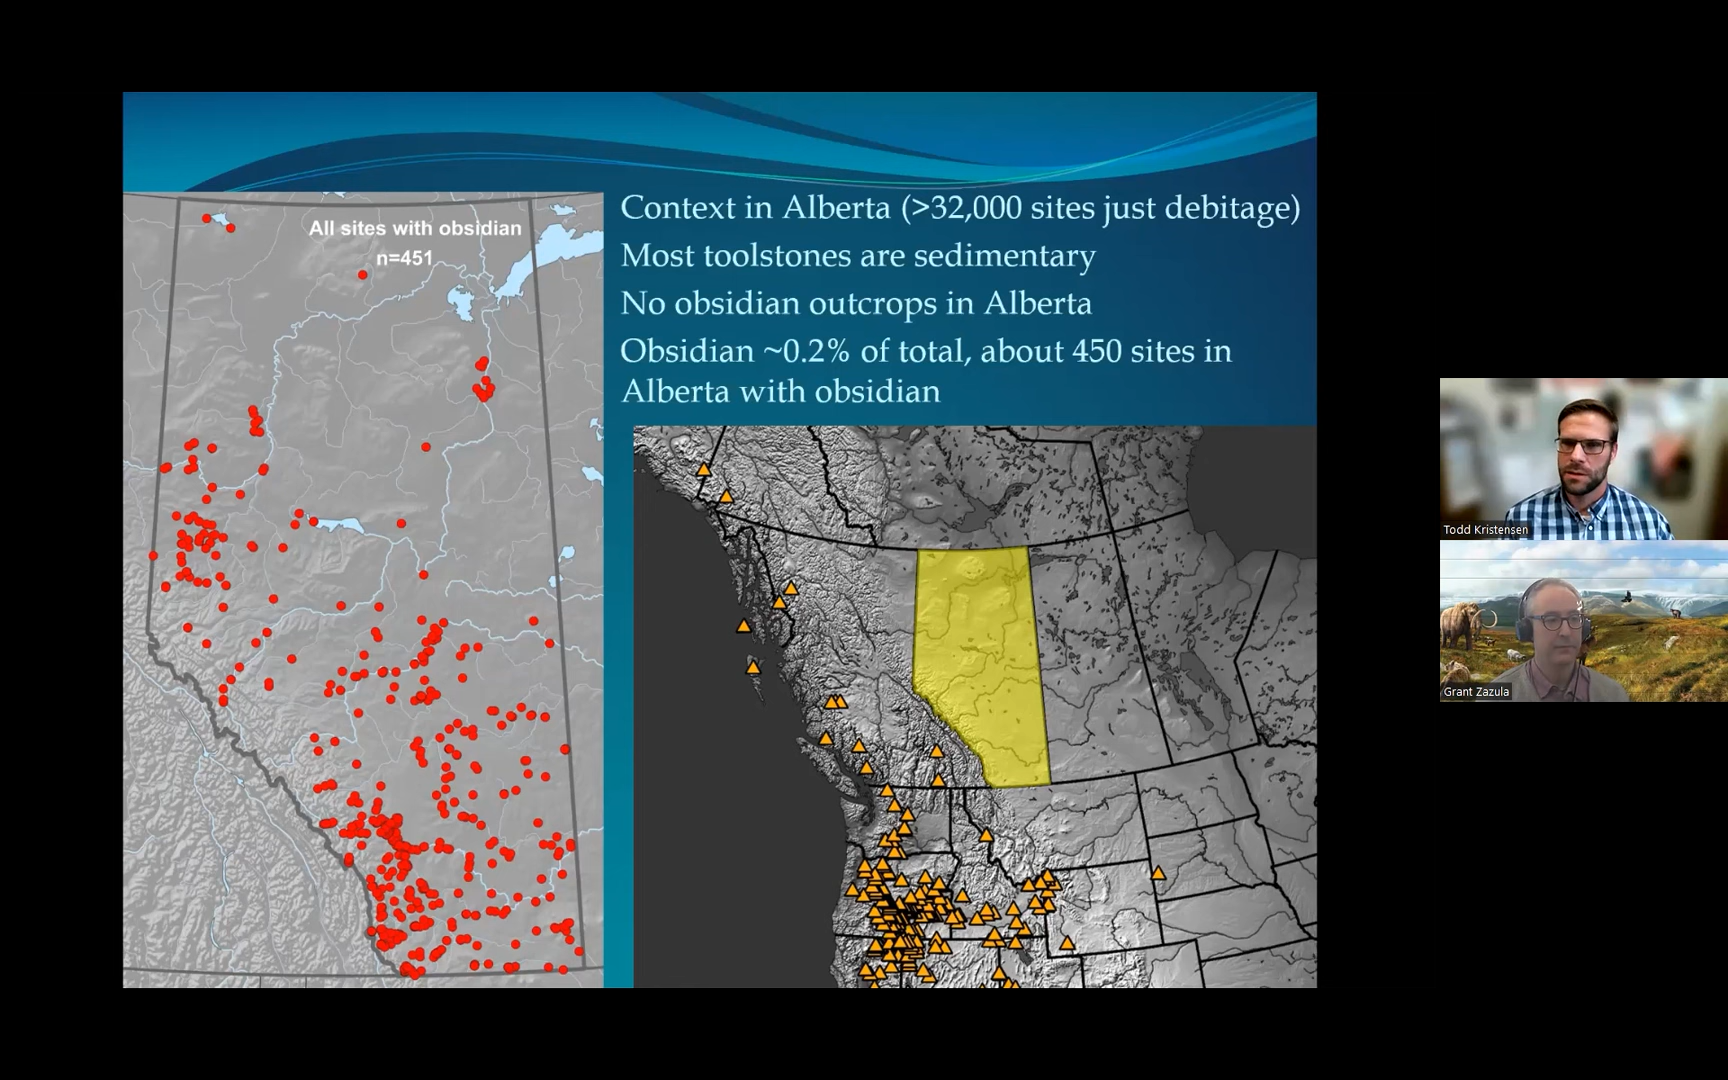 All sites with obsidian
n=451
Context in Alberta (>32,000 sites just debitage)
Most toolstones are sedimentary
No obsidian outcrops in Alberta
Obsidian ~0.2% of total, about 450 sites in
Alberta with obsidian
Todd Kristensen
Grant Zazula